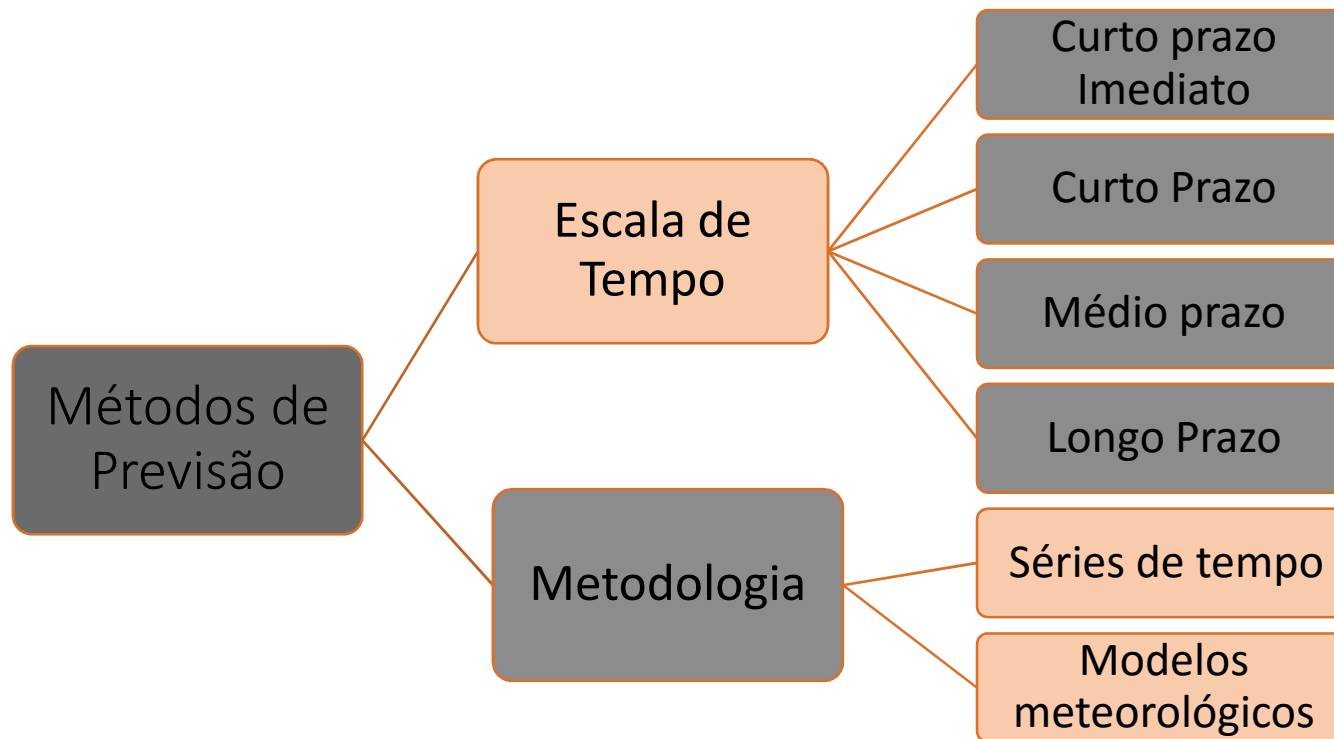 Métodos de
Previsão
Escala de
Tempo
Curto prazo
Imediato
Curto Prazo
Médio prazo
Longo Prazo
Metodologia
Séries de tempo
Modelos
meteorológicos